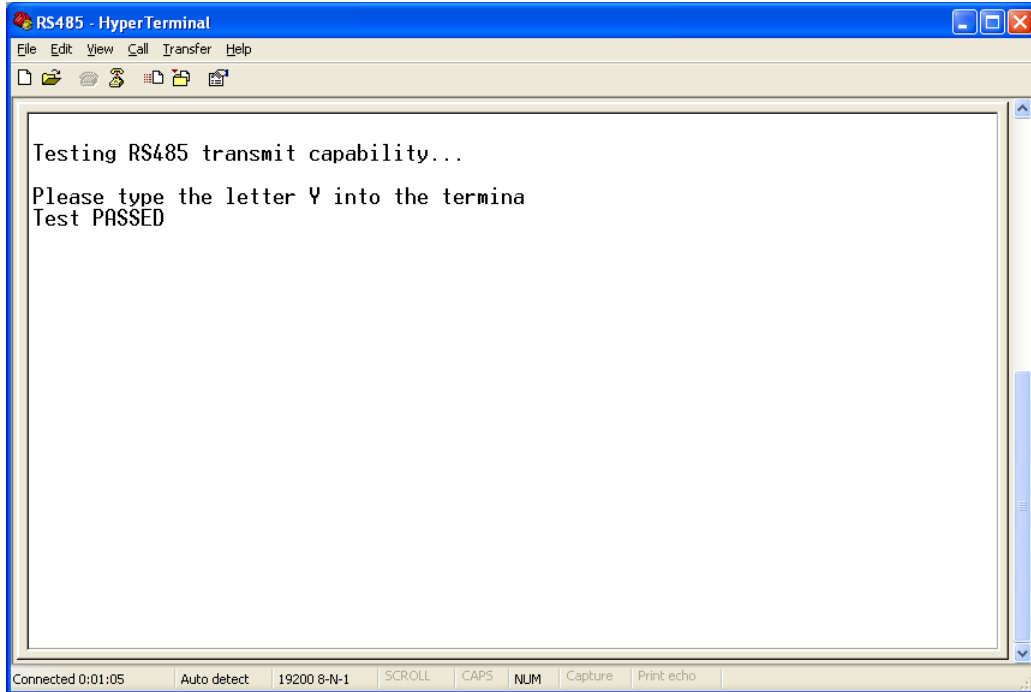 RS485 - HyperTerminal
File Edit View Call Transfer Help
Testing RS485 transmit capability...
Please type the letter Y into the termina
Test PASSED
Connected 0:01:05 Auto detect 19200 8-N-1 SCROLL CAPS NUM Capture Print echo